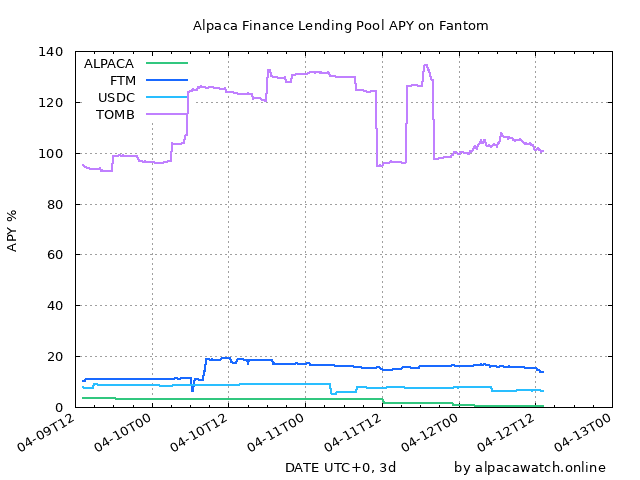 Alpaca Finance Lending Pool APY on Fantom
140
120
100
80
60
40
20
0
APY %
ALPACA
FTM
USDC
TOMB
04-09T12
04-10T00
04-10T12
04-11T00
04-11T12
04-12T00
04-12T12
04-13T00
DATE UTC+0, 3d
by alpacawatch.online